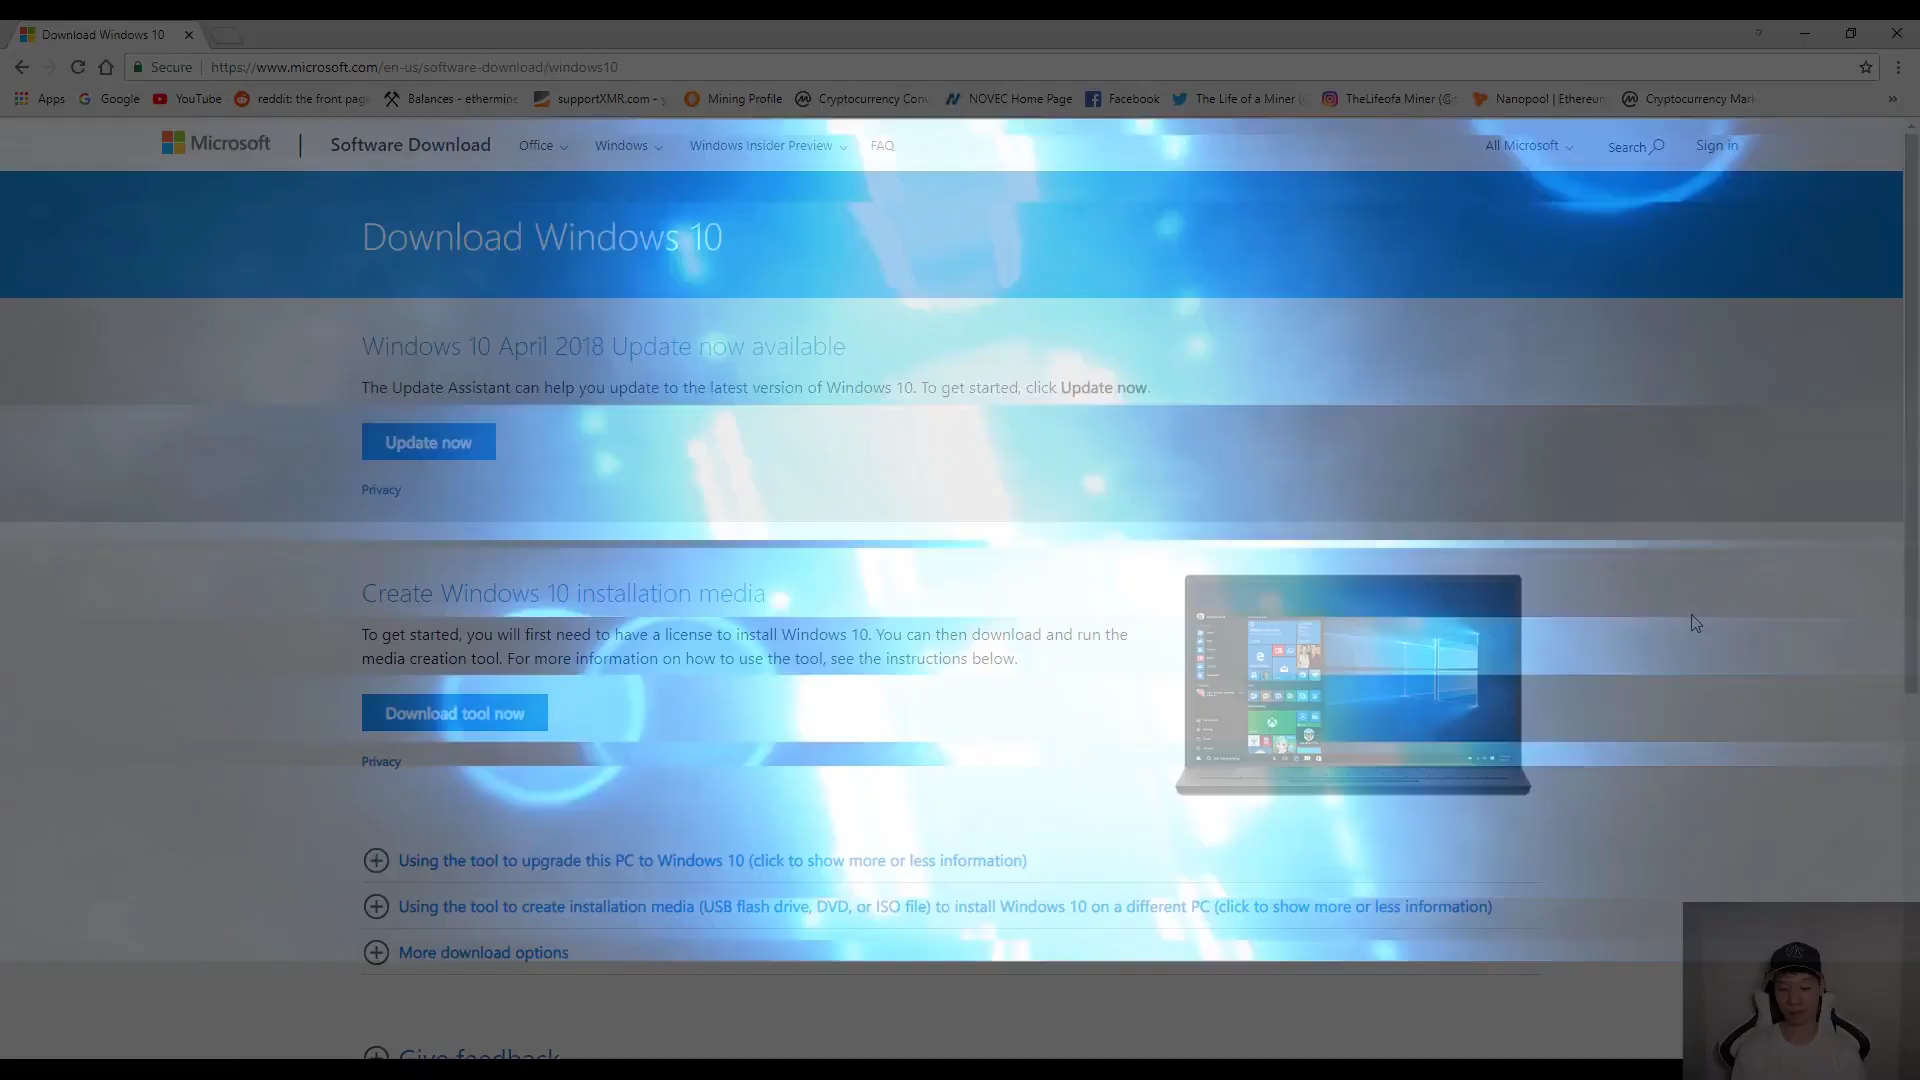 Download Windows 10
Secure https://www.microsoft.com/en-us/software-download/windows10
Apps Google YouTube reddit: the front page Balances - ethermine supportXMR.com - Mining Profile Cryptocurrency Con NOVEC Home Page Facebook The Life of a Miner ( TheLifeofa Miner (@ Nanopool | Ethereu Cryptocurrency Mar »
Microsoft | Software Download Office Windows Windows Insider Preview FAQ All Microsoft Search Sign in
Download Windows 10
Windows 10 April 2018 Update now available
The Update Assistant can help you update to the latest version of Windows 10. To get started, click Update now.
Update now
Privacy
Create Windows 10 installation media
To get started, you will first need to have a license to install Windows 10. You can then download and run the
media creation tool. For more information on how to use the tool, see the instructions below.
Download tool now
Privacy
Using the tool to upgrade this PC to Windows 10 (click to show more or less information)
Using the tool to create installation media (USB flash drive, DVD, or ISO file) to install Windows 10 on a different PC (click to show more or less information)
More download options
Give feedback